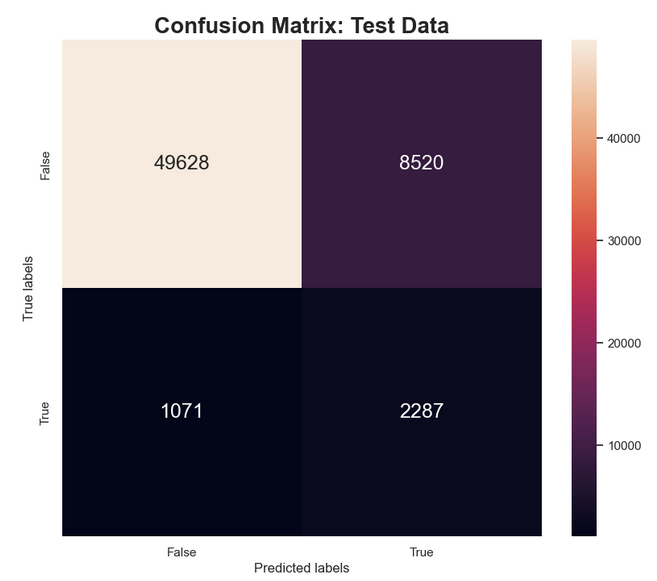 Confusion Matrix: Test Data
False
49628
8520
40000
30000
True labels
20000
True
1071
2287
10000
False
True
Predicted labels